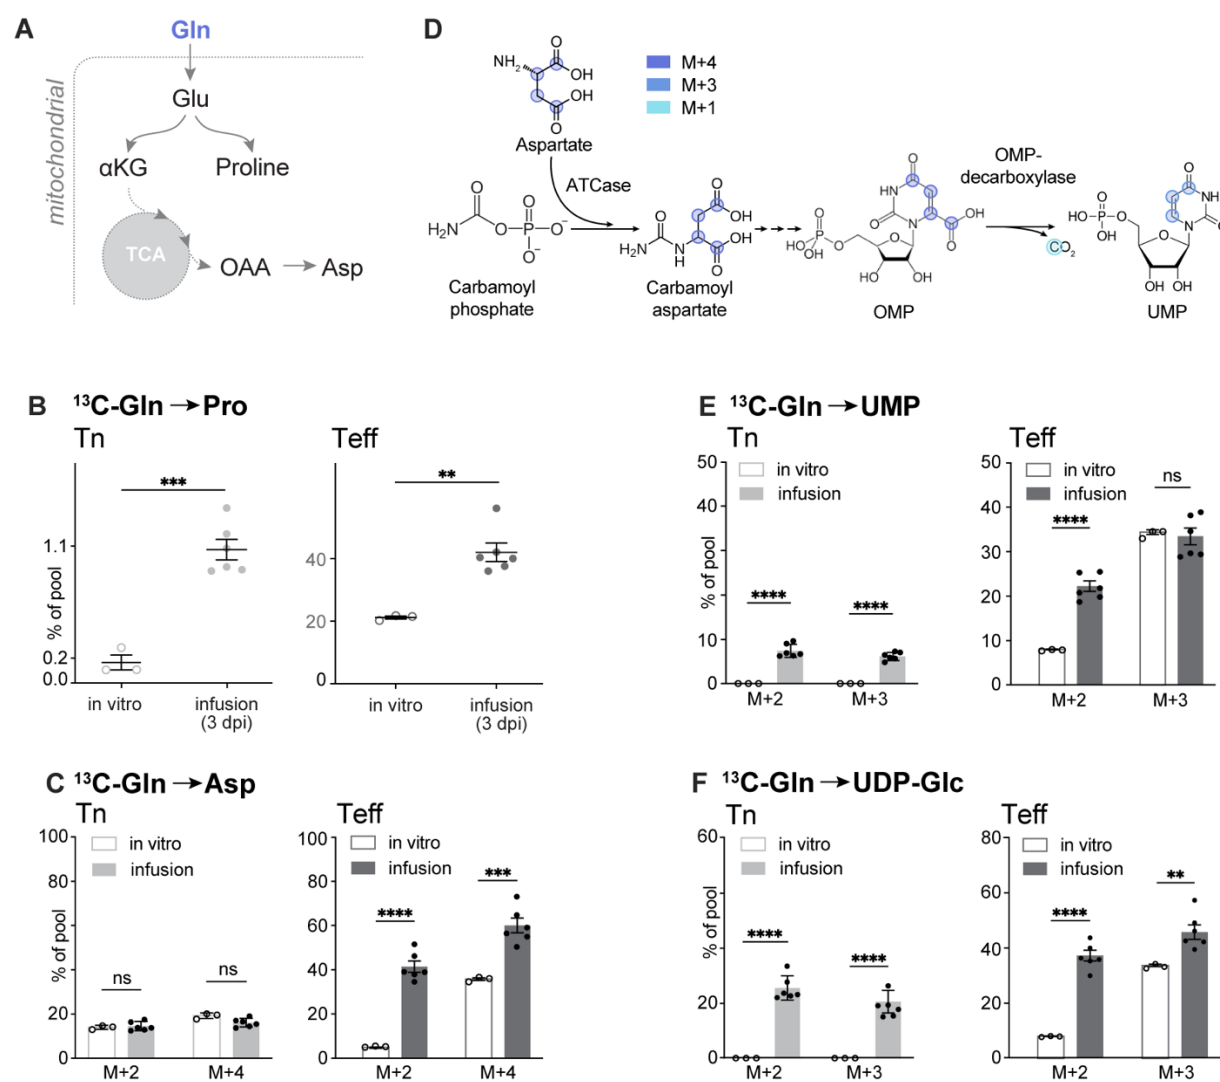 A
Gln
mitochondrial
Glu
αKG
Proline
TCA
OAA
Asp
D
NH₂
O
OH
OH
O
Aspartate
M+4
M+3
M+1
ATCase
O
H₂N
O
O
P
O⁻
O⁻
O⁻
Carbamoyl
phosphate
O
OH
O
OH
H₂N
N
H
O
Carbamoyl
aspartate
O
HN
O
N
OH
O
O
HO
P
O
HO
O
HO
OH
OMP
OMP-
decarboxylase
CO₂
O
NH
N
O
HO
P
O
OH
O
OH
OH
UMP
B ¹³C-Gln → Pro
Tn
Teff
***
**
% of pool
1.1
0.2
0.0
40
20
0
in vitro
infusion
(3 dpi)
in vitro
infusion
(3 dpi)
E ¹³C-Gln → UMP
Tn
Teff
in vitro
infusion
in vitro
infusion
% of pool
50
40
10
0
****
****
M+2
M+3
50
40
30
20
10
0
****
ns
M+2
M+3
C ¹³C-Gln → Asp
Tn
Teff
in vitro
infusion
in vitro
infusion
% of pool
100
80
40
20
0
ns
ns
M+2
M+4
100
80
60
40
20
0
****
***
M+2
M+4
F ¹³C-Gln → UDP-Glc
Tn
Teff
in vitro
infusion
in vitro
infusion
% of pool
60
20
0
****
****
M+2
M+3
80
60
40
20
0
****
**
M+2
M+3